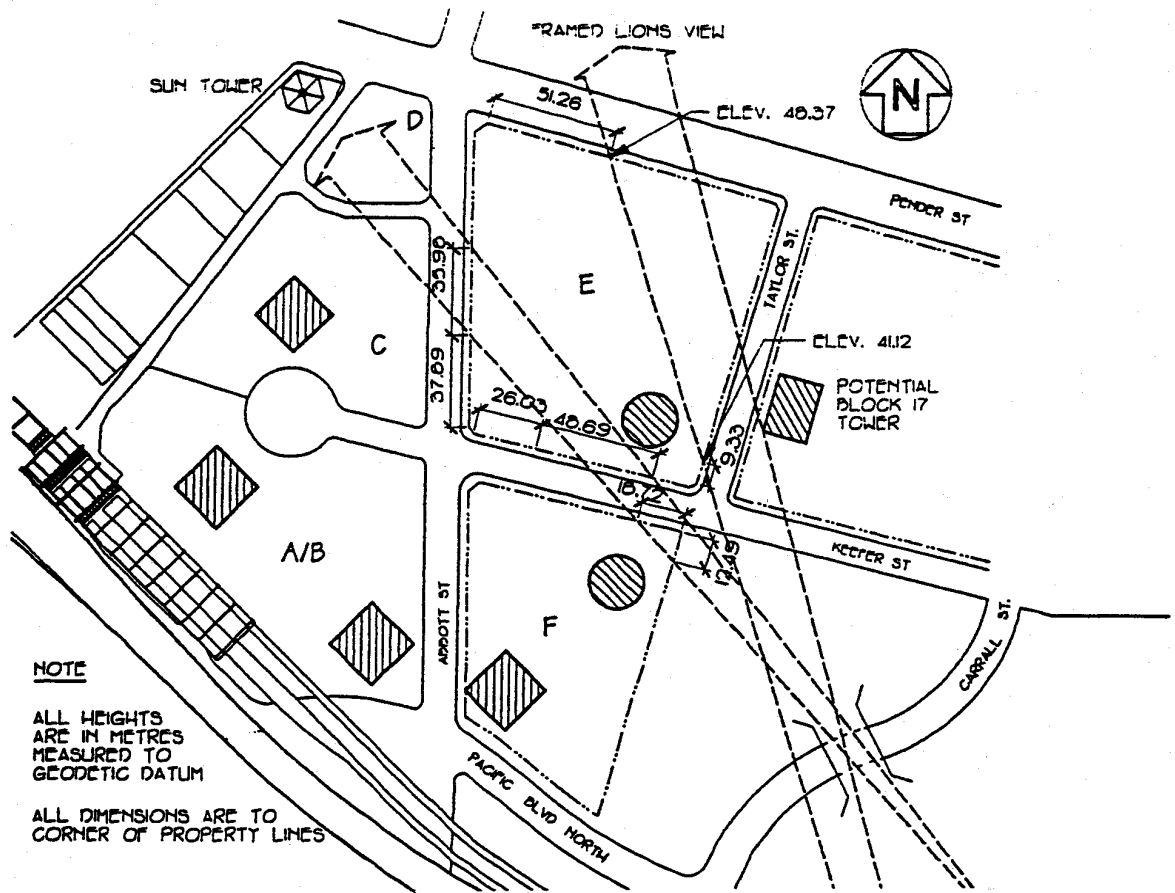 FRAMED LIONS VIEW
SUN TOWER
51.26
ELEV. 48.37
N
D
PENDER ST
TAYLOR ST.
35.96
E
C
37.89
ELEV. 41.12
26.03
48.69
POTENTIAL
BLOCK 17
TOWER
9.33
18.72
KEEFER ST
12.49
A/B
F
ABBOTT ST
CARRALL ST.
NOTE
ALL HEIGHTS
ARE IN METRES
MEASURED TO
GEODETIC DATUM
PACIFIC BLVD NORTH
ALL DIMENSIONS ARE TO
CORNER OF PROPERTY LINES